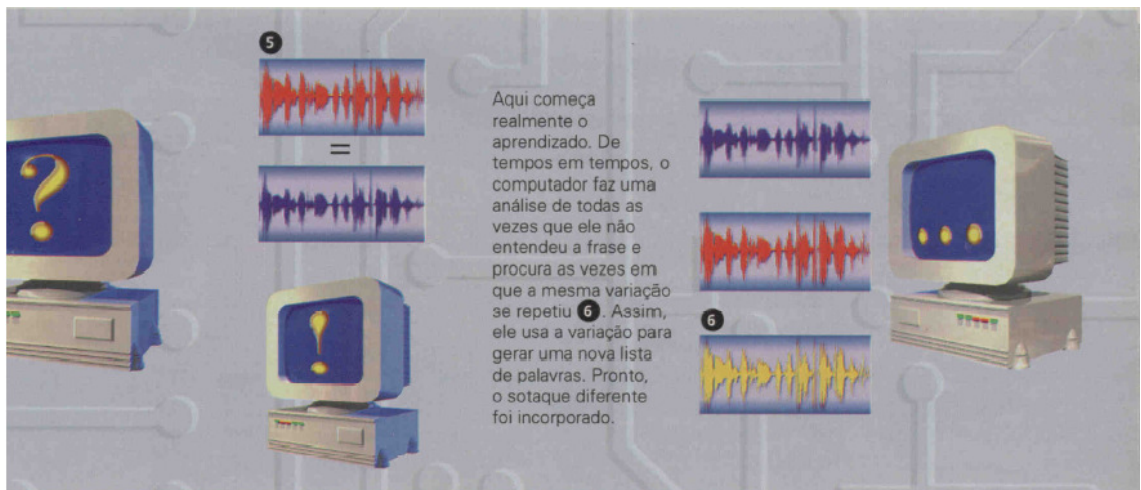 5
=
Aqui começa
realmente o
aprendizado. De
tempos em tempos, o
computador faz uma
análise de todas as
vezes que ele não
entendeu a frase e
procura as vezes em
que a mesma variação
se repetiu 6. Assim,
ele usa a variação para
gerar uma nova lista
de palavras. Pronto,
o sotaque diferente
foi incorporado.
6
?
!
...